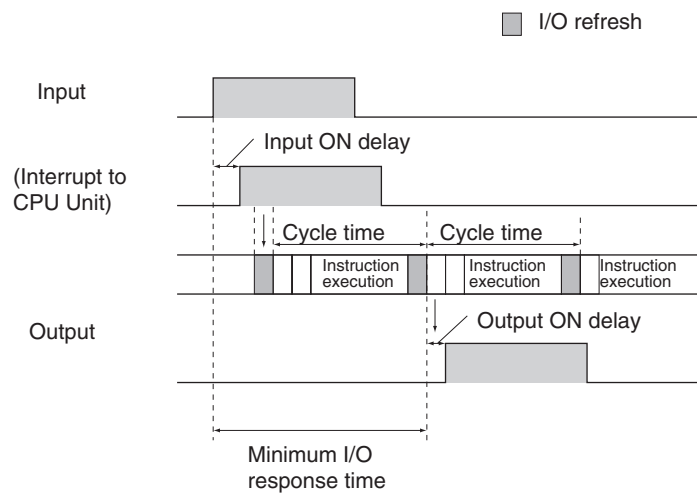 I/O refresh
Input
Input ON delay
(Interrupt to
CPU Unit)
Cycle time
Cycle time
Instruction
execution
Instruction
execution
Instruction
execution
Output
Output ON delay
Minimum I/O
response time